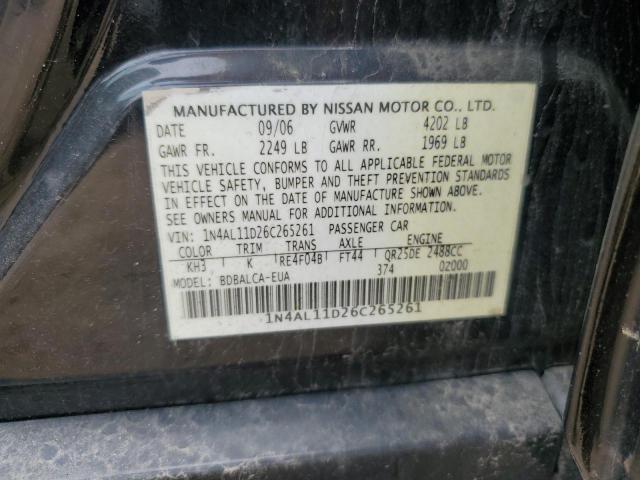 MANUFACTURED BY NISSAN MOTOR CO., LTD.
DATE 09/06 GVWR 4202 LB
GAWR FR. 2249 LB GAWR RR. 1969 LB
THIS VEHICLE CONFORMS TO ALL APPLICABLE FEDERAL MOTOR
VEHICLE SAFETY, BUMPER AND THEFT PREVENTION STANDARDS
IN EFFECT ON THE DATE OF MANUFACTURE SHOWN ABOVE.
SEE OWNERS MANUAL FOR ADDITIONAL INFORMATION
VIN: 1N4AL11D26C265261 PASSENGER CAR
COLOR TRIM TRANS AXLE ENGINE
KH3 K RE4F04B FT44 QR25DE 2488CC
MODEL: BDBALCA-EUA 374 02000
1N4AL11D26C265261